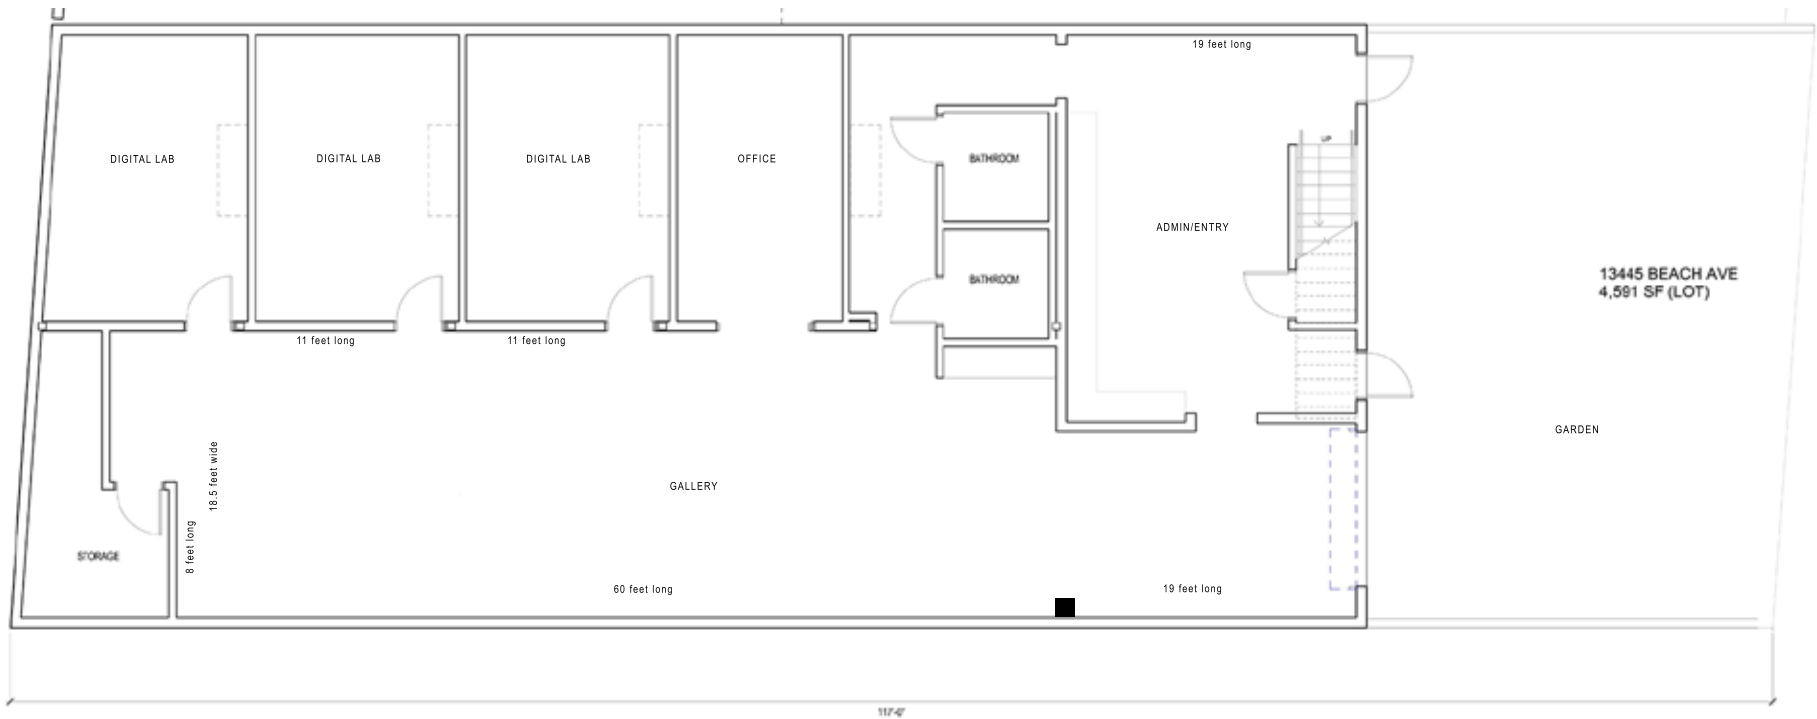 19 feet long
DIGITAL LAB
DIGITAL LAB
DIGITAL LAB
OFFICE
BATHROOM
UP
ADMIN/ENTRY
BATHROOM
13445 BEACH AVE
4,591 SF (LOT)
11 feet long
11 feet long
GARDEN
18.5 feet wide
GALLERY
8 feet long
STORAGE
60 feet long
19 feet long
117'-6"